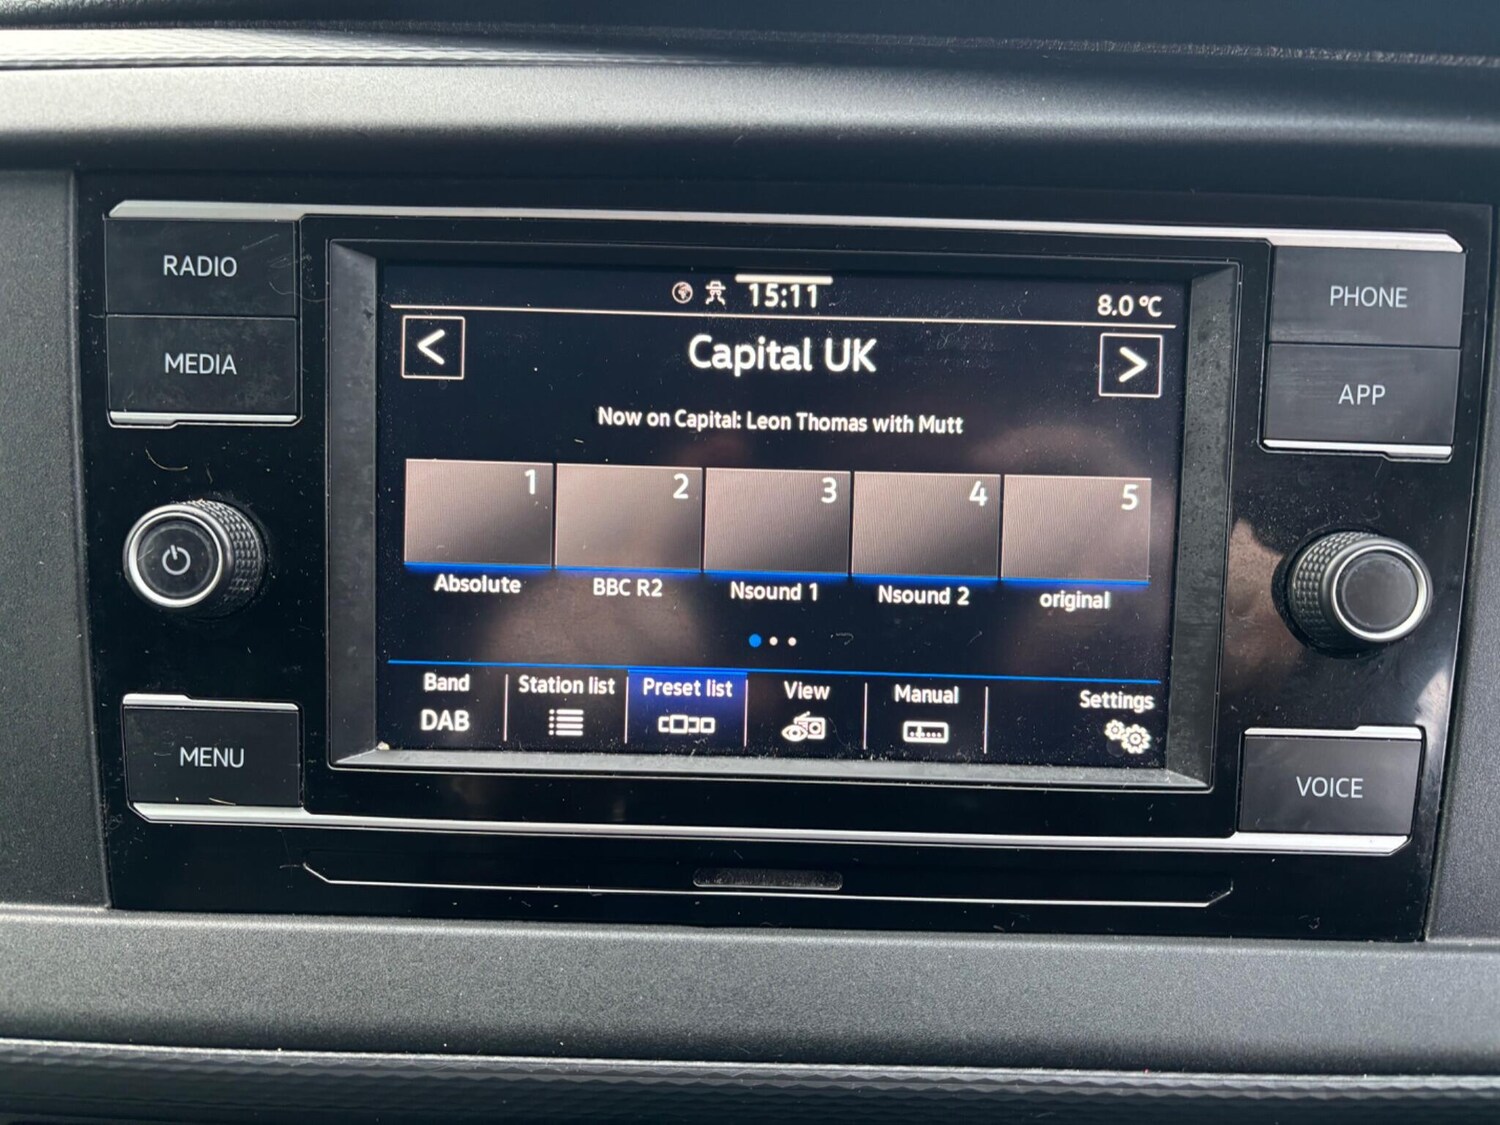 RADIO
MEDIA
MENU
PHONE
APP
VOICE
15:11
8.0 °C
<
Capital UK
>
Now on Capital: Leon Thomas with Mutt
1 2 3 4 5
Absolute BBC R2 Nsound 1 Nsound 2 original
Band Station list Preset list View Manual Settings
DAB